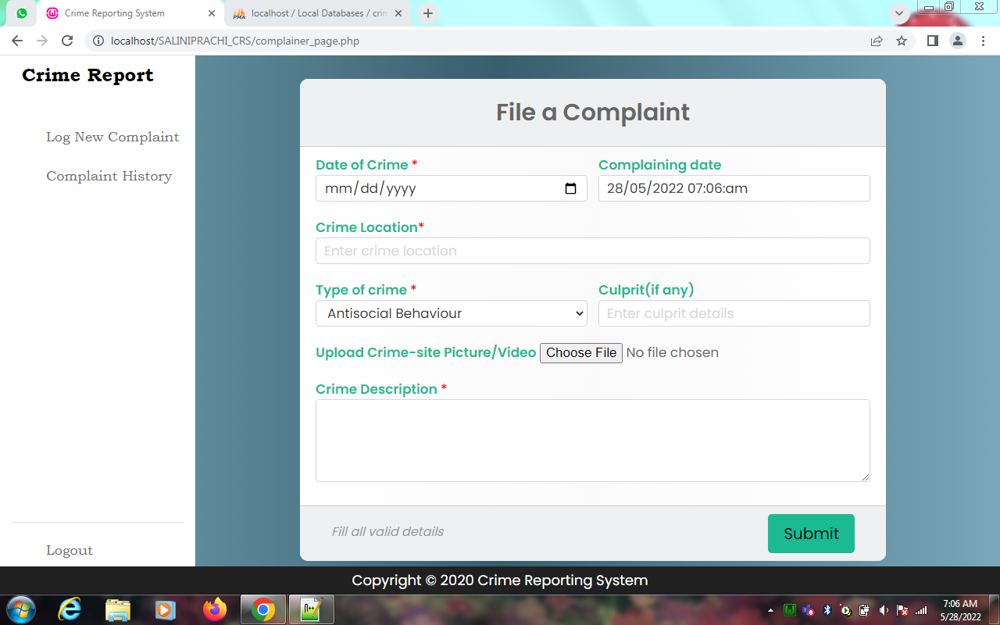 Crime Reporting System
localhost / Local Databases / crim
localhost/SALINIPRACHI_CRS/complainer_page.php
Crime Report
Log New Complaint
Complaint History
Logout
File a Complaint
Date of Crime * Complaining date
mm/dd/yyyy 28/05/2022 07:06:am
Crime Location*
Enter crime location
Type of crime * Culprit(if any)
Antisocial Behaviour Enter culprit details
Upload Crime-site Picture/Video Choose File No file chosen
Crime Description *
Fill all valid details Submit
Copyright © 2020 Crime Reporting System
7:06 AM
5/28/2022